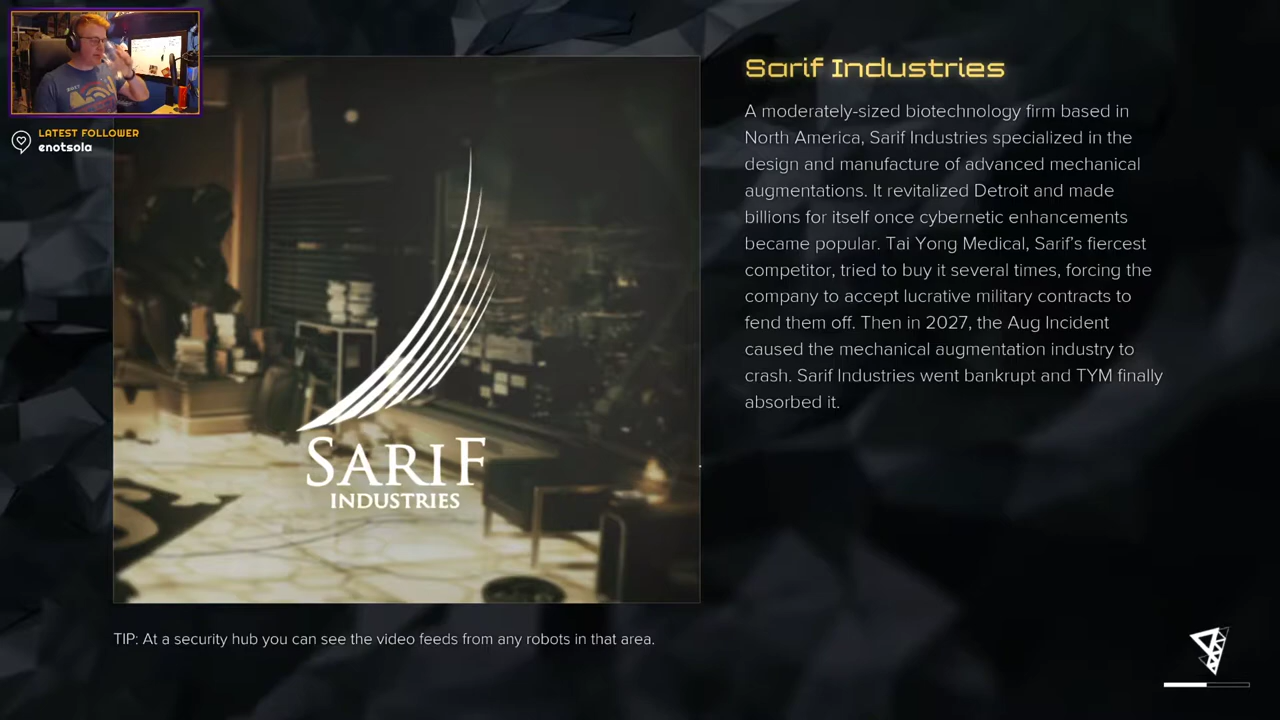 LATEST FOLLOWER
enotsola
SARIF
INDUSTRIES
Sarif Industries
A moderately-sized biotechnology firm based in
North America, Sarif Industries specialized in the
design and manufacture of advanced mechanical
augmentations. It revitalized Detroit and made
billions for itself once cybernetic enhancements
became popular. Tai Yong Medical, Sarif's fiercest
competitor, tried to buy it several times, forcing the
company to accept lucrative military contracts to
fend them off. Then in 2027, the Aug Incident
caused the mechanical augmentation industry to
crash. Sarif Industries went bankrupt and TYM finally
absorbed it.
TIP: At a security hub you can see the video feeds from any robots in that area.